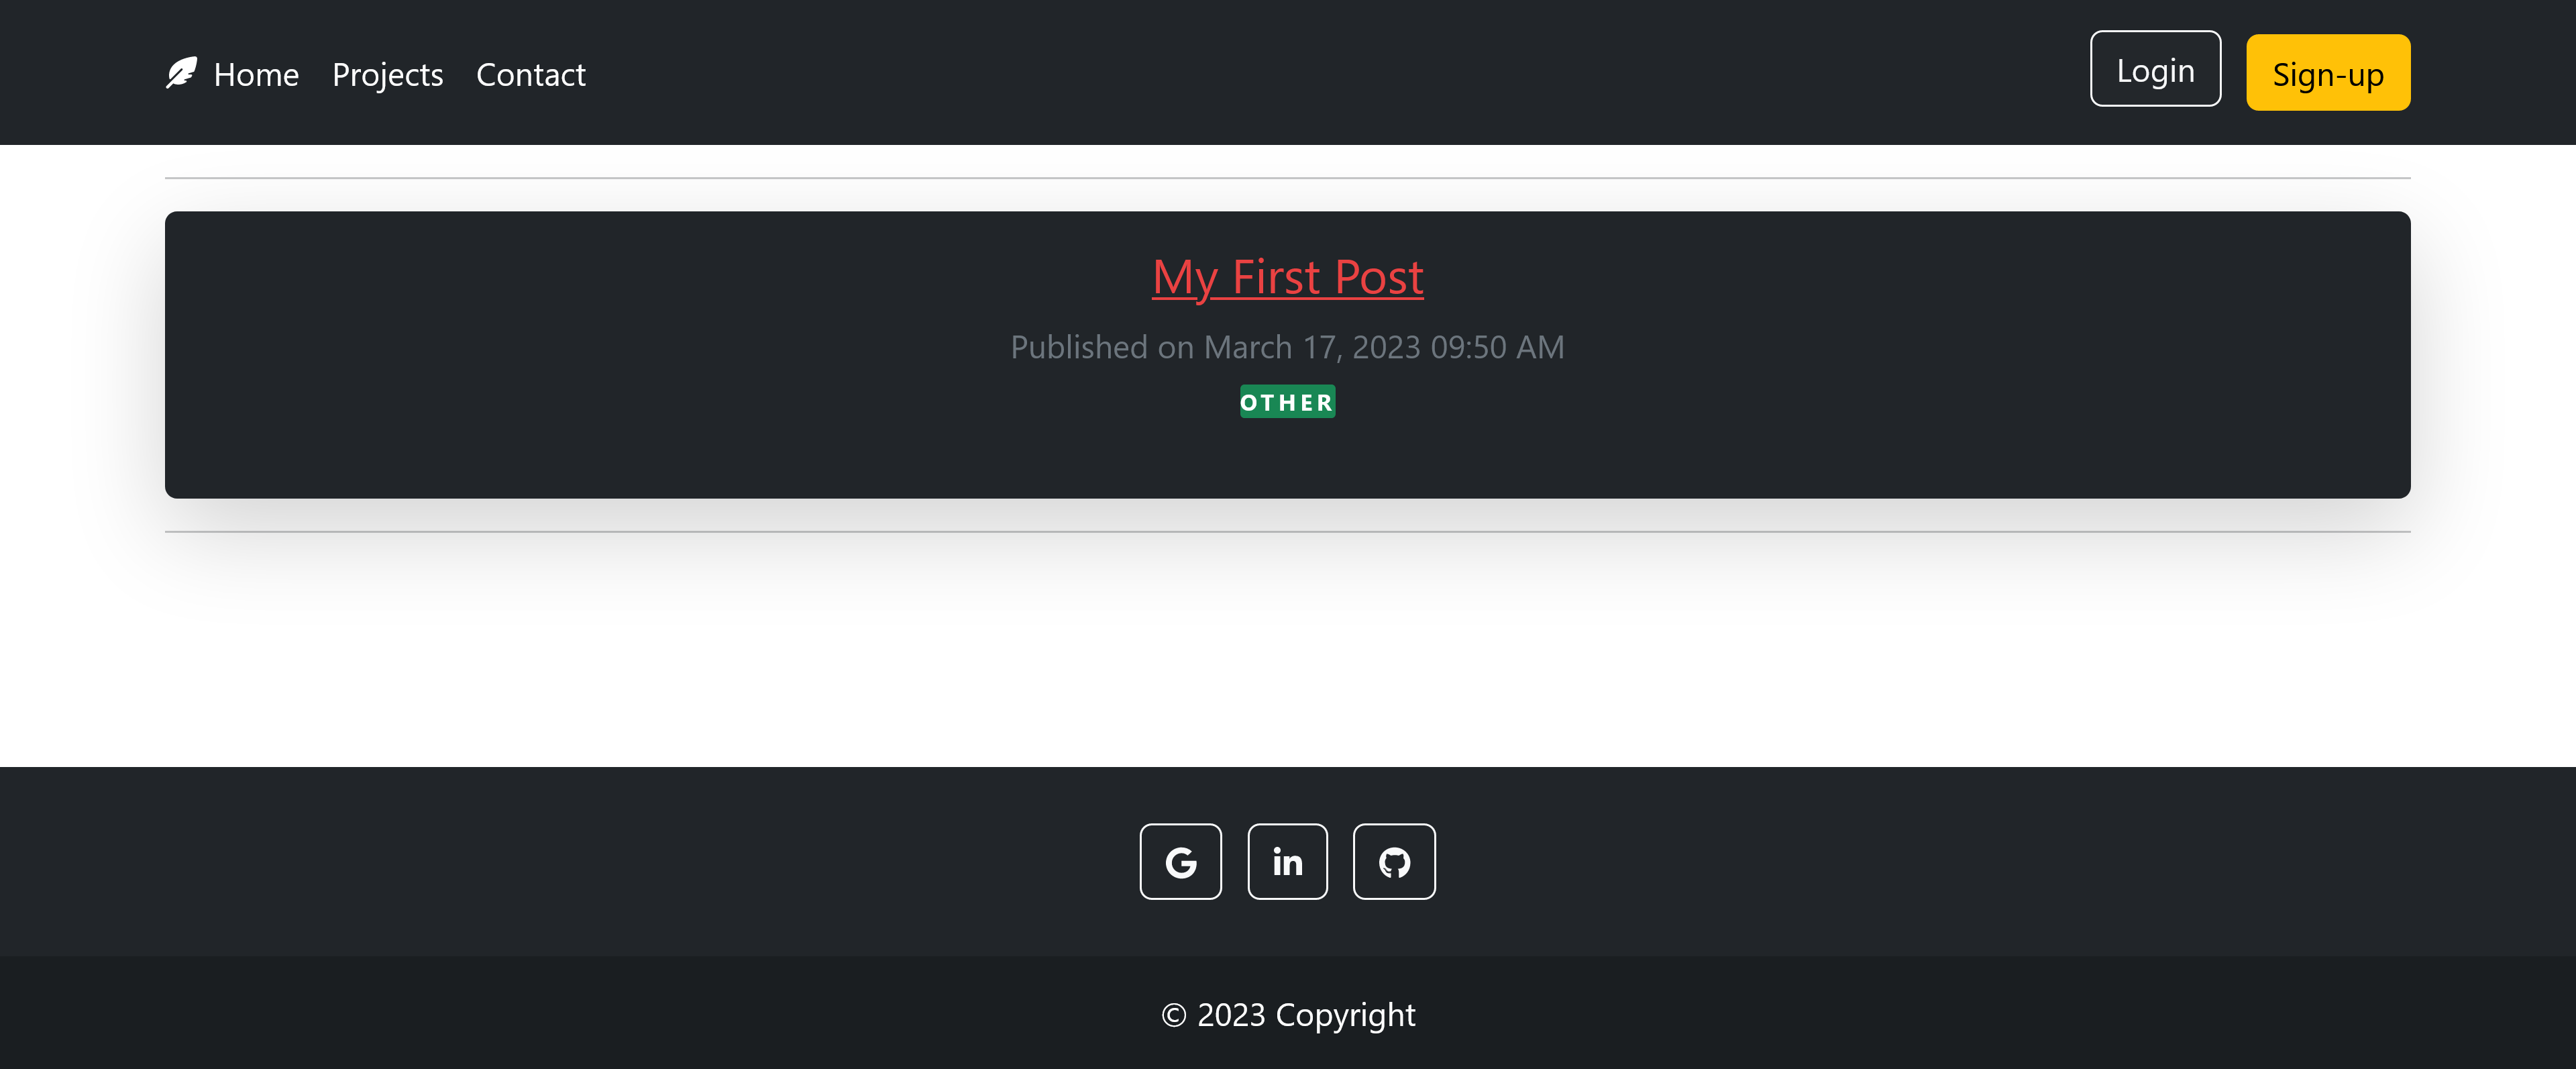 Home Projects Contact Login Sign-up
My First Post
Published on March 17, 2023 09:50 AM
OTHER
© 2023 Copyright